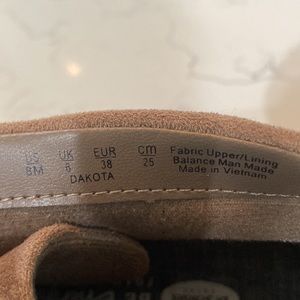 US UK EUR cm Fabric Upper/Lining
8M 6 38 25 Balance Man Made
DAKOTA Made in Vietnam